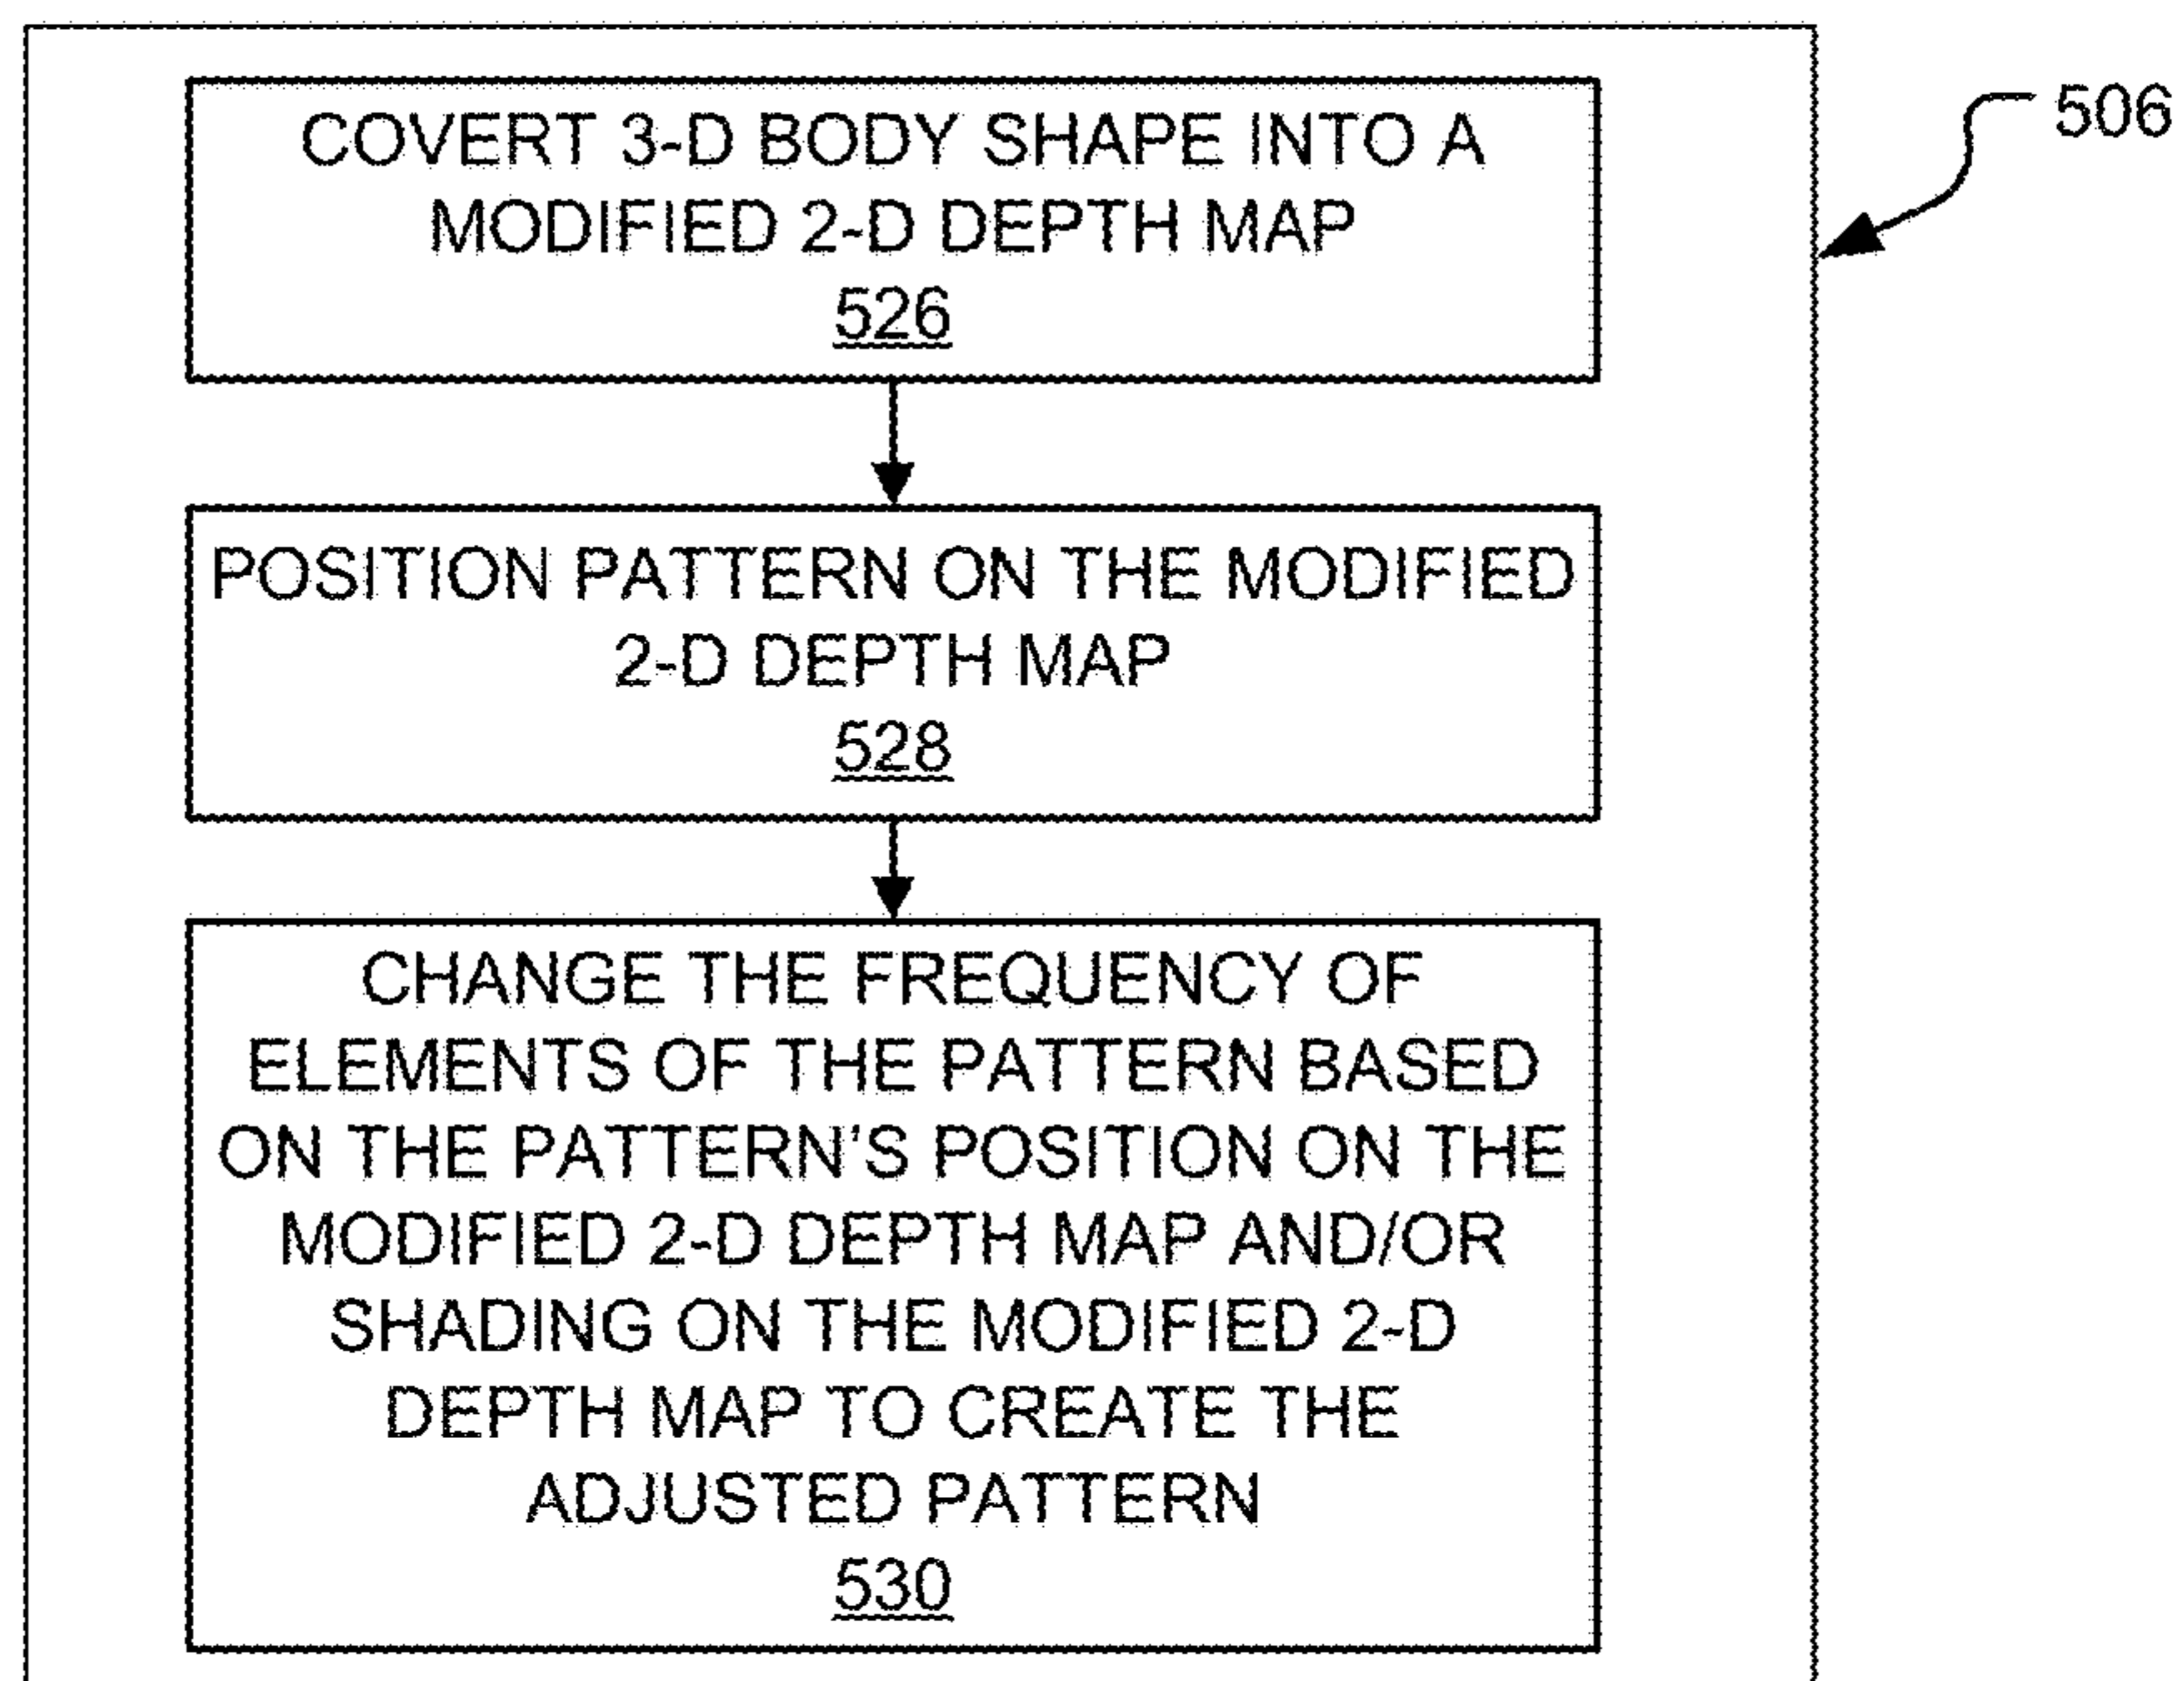 COVERT 3-D BODY SHAPE INTO A
MODIFIED 2-D DEPTH MAP
526
506
POSITION PATTERN ON THE MODIFIED
2-D DEPTH MAP
528
CHANGE THE FREQUENCY OF
ELEMENTS OF THE PATTERN BASED
ON THE PATTERN'S POSITION ON THE
MODIFIED 2-D DEPTH MAP AND/OR
SHADING ON THE MODIFIED 2-D
DEPTH MAP TO CREATE THE
ADJUSTED PATTERN
530